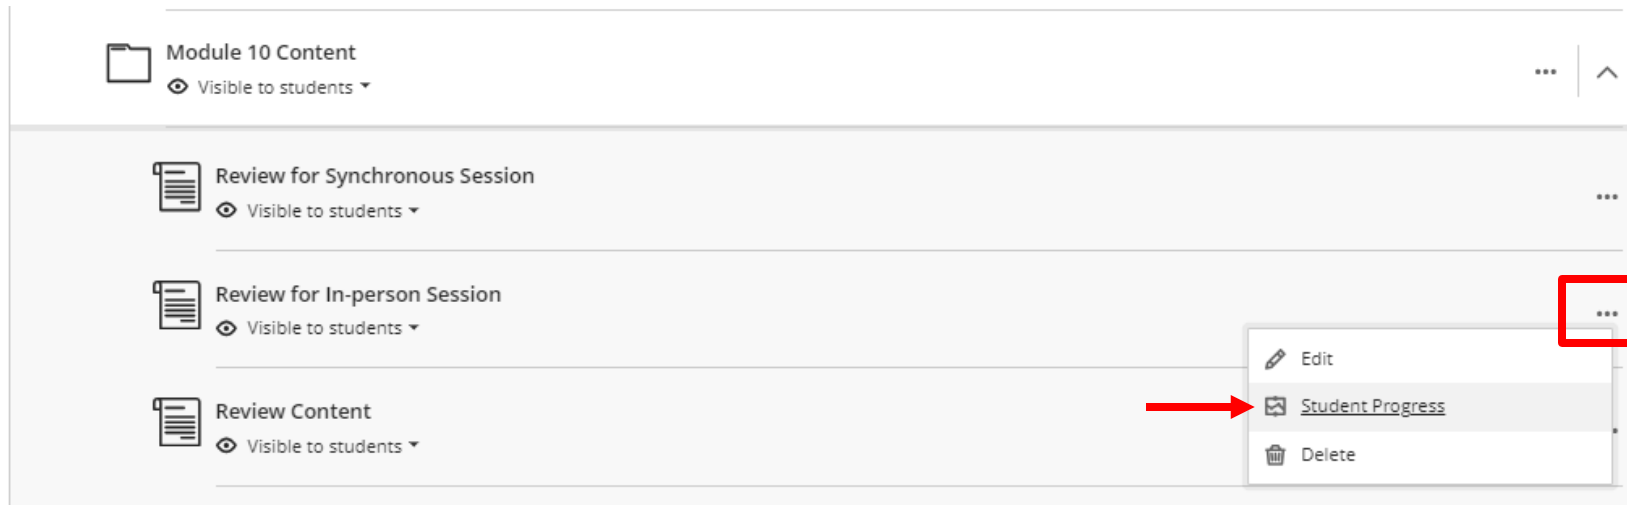 Module 10 Content
Visible to students
Review for Synchronous Session
Visible to students
Review for In-person Session
Visible to students
Edit
Student Progress
Delete
Review Content
Visible to students